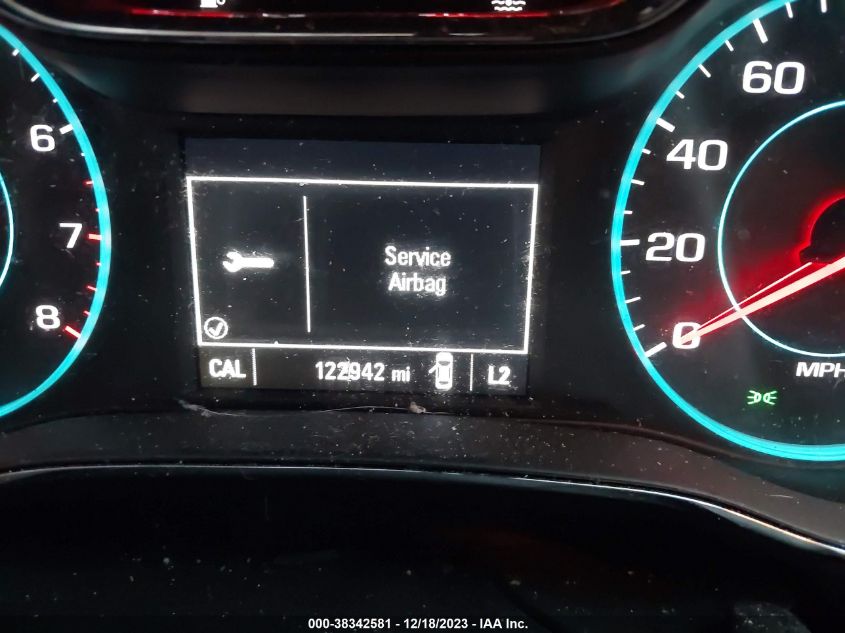 6
7
8
60
40
20
0
MPH
Service
Airbag
CAL
122942 mi
L2
000-38342581 - 12/18/2023 - IAA Inc.